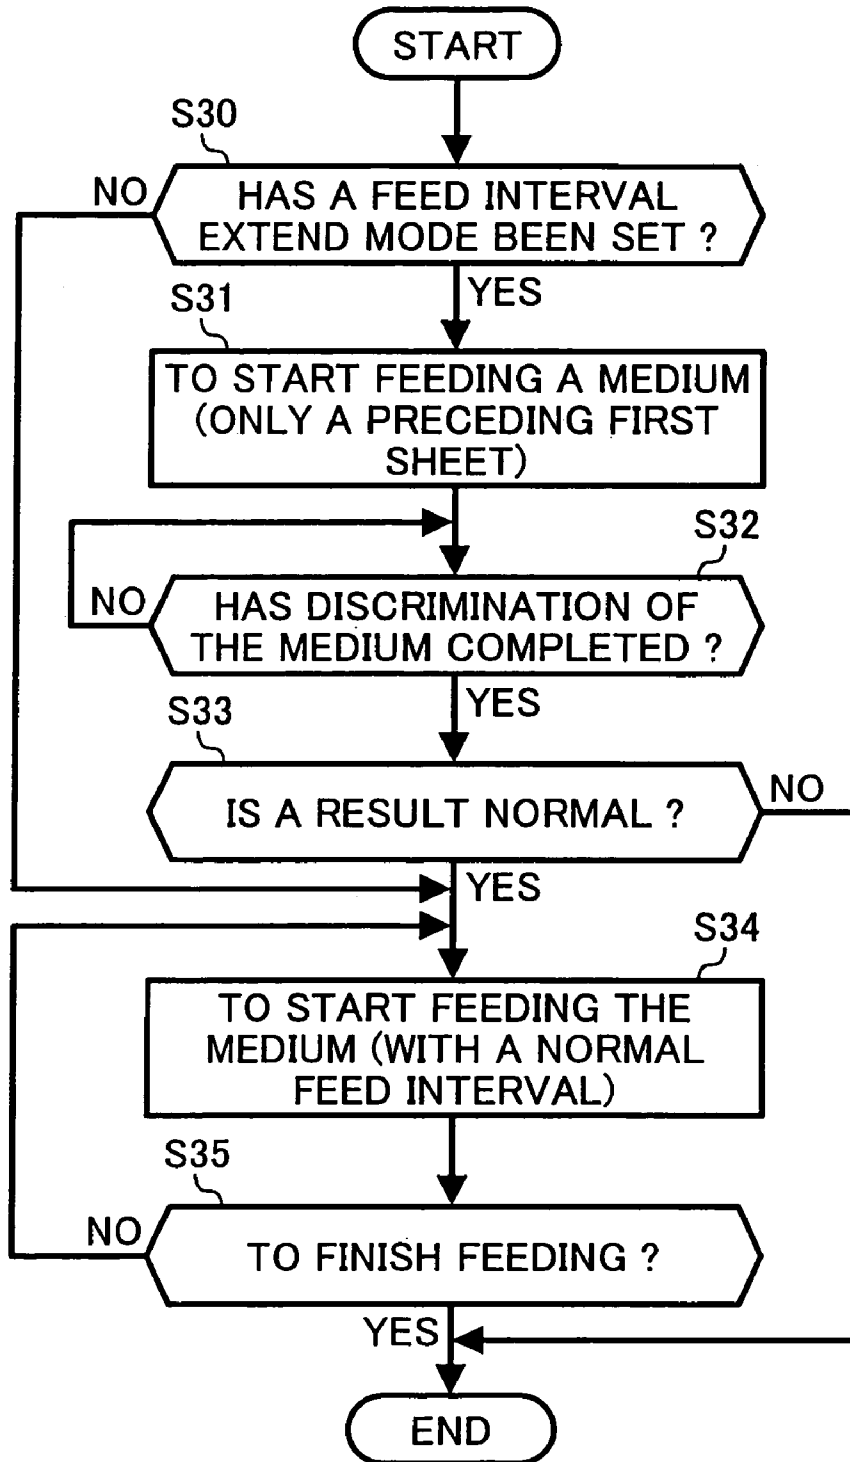 START
S30
NO
HAS A FEED INTERVAL
EXTEND MODE BEEN SET ?
YES
S31
TO START FEEDING A MEDIUM
(ONLY A PRECEDING FIRST
SHEET)
S32
NO
HAS DISCRIMINATION OF
THE MEDIUM COMPLETED ?
YES
S33
IS A RESULT NORMAL ?
NO
YES
S34
TO START FEEDING THE
MEDIUM (WITH A NORMAL
FEED INTERVAL)
S35
NO
TO FINISH FEEDING ?
YES
END